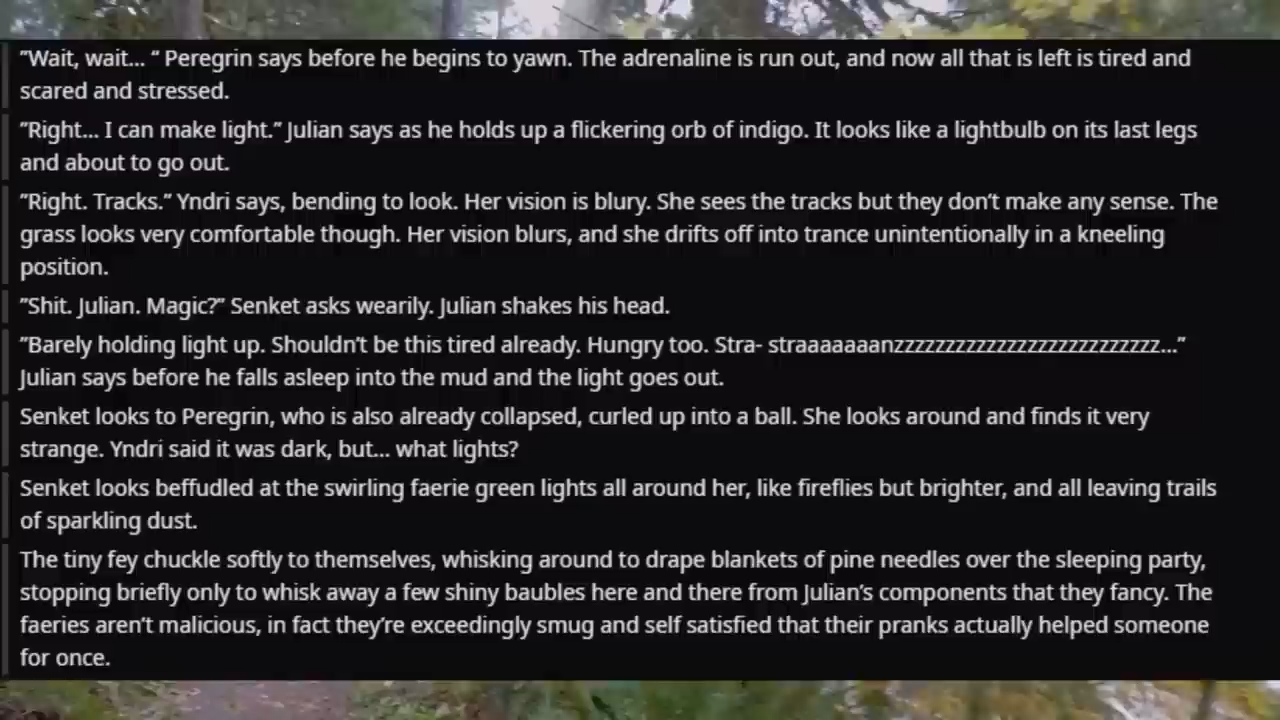 ”Wait, wait... “ Peregrin says before he begins to yawn. The adrenaline is run out, and now all that is left is tired and
scared and stressed.
”Right... I can make light.” Julian says as he holds up a flickering orb of indigo. It looks like a lightbulb on its last legs
and about to go out.
”Right. Tracks.” Yndri says, bending to look. Her vision is blury. She sees the tracks but they don’t make any sense. The
grass looks very comfortable though. Her vision blurs, and she drifts off into trance unintentionally in a kneeling
position.
”Shit. Julian. Magic?” Senket asks wearily. Julian shakes his head.
”Barely holding light up. Shouldn’t be this tired already. Hungry too. Stra- straaaaaaanzzzzzzzzzzzzzzzzzzzzzzzzzz...”
Julian says before he falls asleep into the mud and the light goes out.
Senket looks to Peregrin, who is also already collapsed, curled up into a ball. She looks around and finds it very
strange. Yndri said it was dark, but... what lights?
Senket looks beffudled at the swirling faerie green lights all around her, like fireflies but brighter, and all leaving trails
of sparkling dust.
The tiny fey chuckle softly to themselves, whisking around to drape blankets of pine needles over the sleeping party,
stopping briefly only to whisk away a few shiny baubles here and there from Julian’s components that they fancy. The
faeries aren’t malicious, in fact they’re exceedingly smug and self satisfied that their pranks actually helped someone
for once.